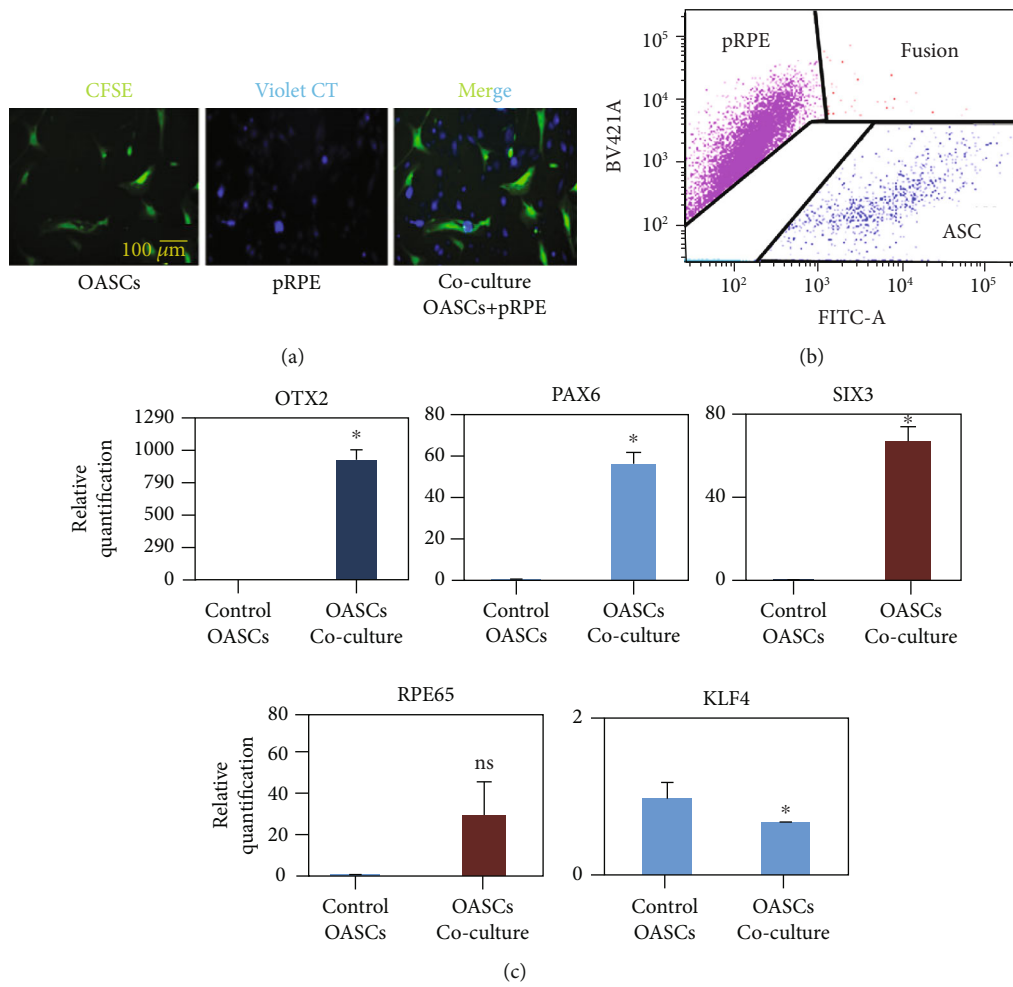 CFSE
Violet CT
Merge
100 μm
OASCs
pRPE
Co-culture
OASCs+pRPE
(a)
BV421A
10⁵
10⁴
10³
10²
pRPE
Fusion
ASC
10²
10³
10⁴
10⁵
FITC-A
(b)
OTX2
Relative
quantification
1290
1000
790
500
290
0
*
Control
OASCs
OASCs
Co-culture
PAX6
80
60
40
20
0
*
Control
OASCs
OASCs
Co-culture
SIX3
80
60
40
0
*
Control
OASCs
OASCs
Co-culture
RPE65
Relative
quantification
80
60
40
20
0
ns
Control
OASCs
OASCs
Co-culture
KLF4
2
0
*
Control
OASCs
OASCs
Co-culture
(c)